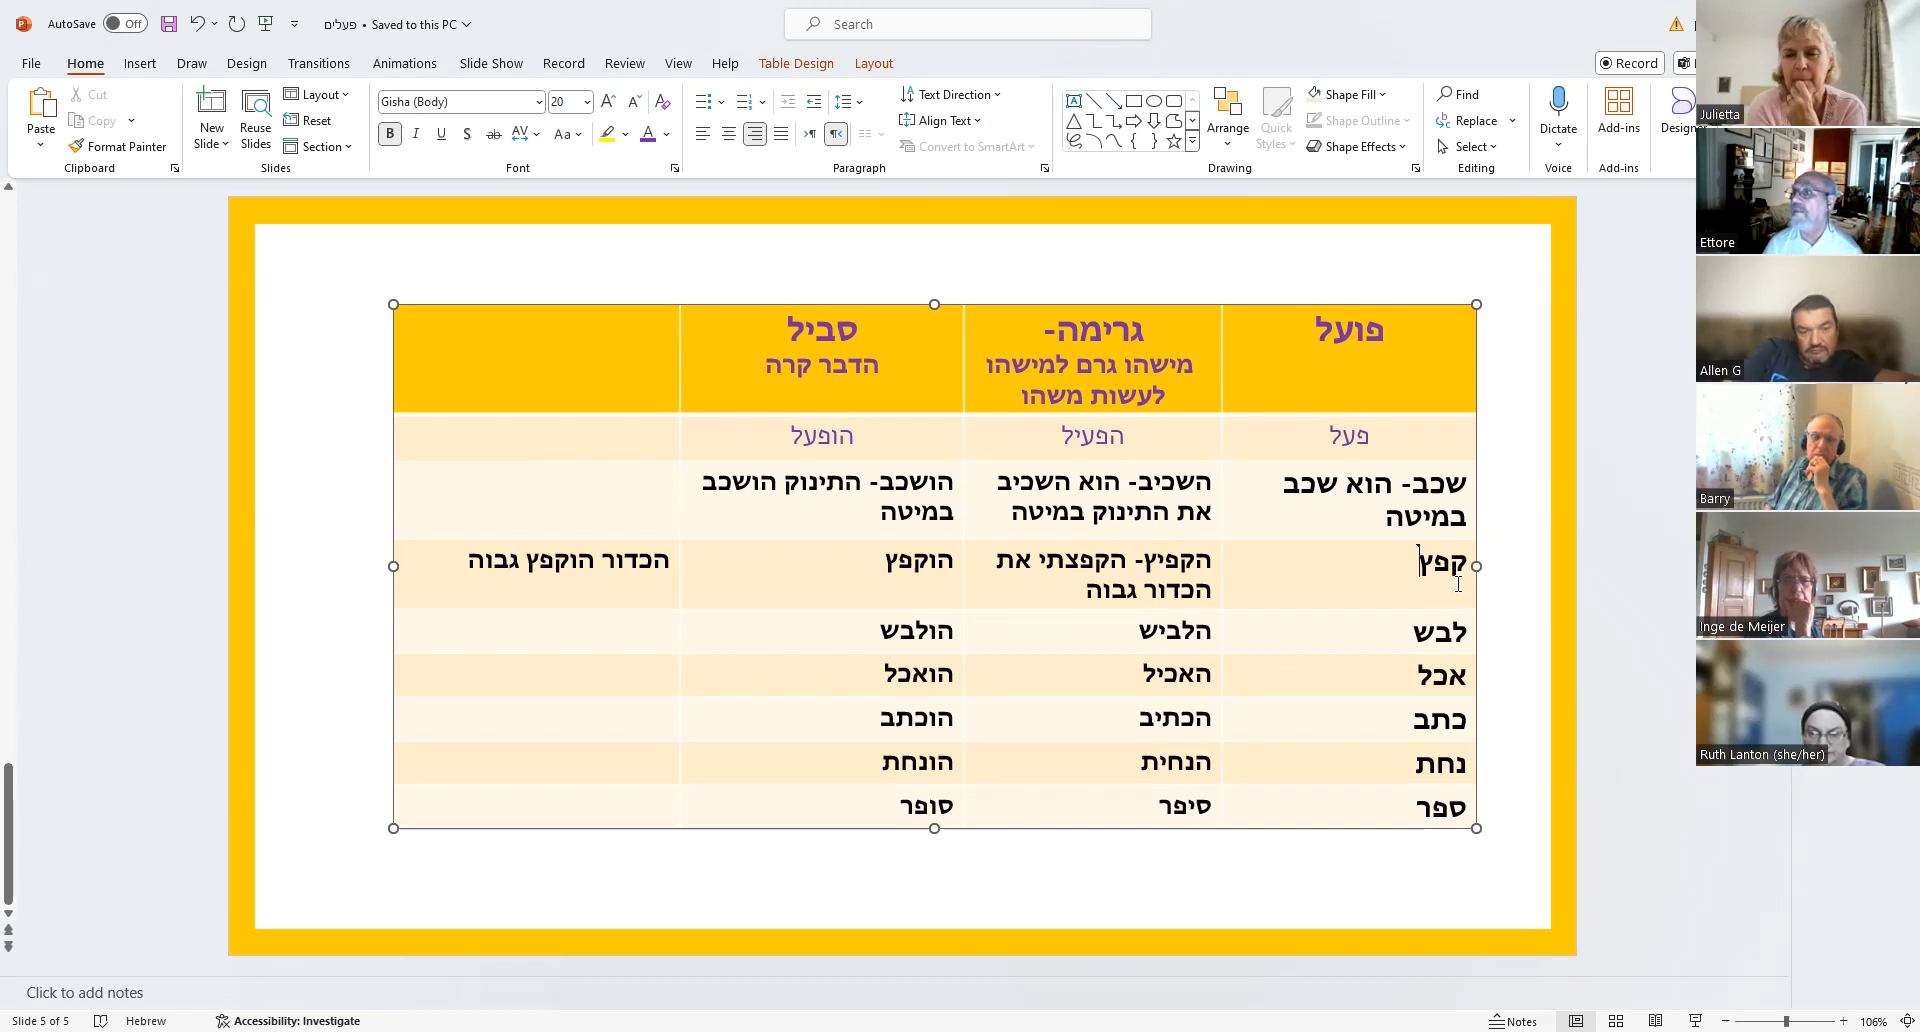 AutoSave Off פעלים • Saved to this PC Search
File Home Insert Draw Design Transitions Animations Slide Show Record Review View Help Table Design Layout Record
Paste Cut Copy Format Painter Clipboard
New Slide Reuse Slides Layout Reset Section Slides
Gisha (Body) 20 B I U S ab AV Aa A Font
Text Direction Align Text Convert to SmartArt Paragraph
Arrange Quick Styles Shape Fill Shape Outline Shape Effects Drawing
Find Replace Select Editing
Dictate Voice
Add-ins Add-ins
Designer
פועל
גרימה-
מישהו גרם למישהו
לעשות משהו
סביל
הדבר קרה
פעל
הפעיל
הופעל
שכב- הוא שכב
במיטה
השכיב- הוא השכיב
את התינוק במיטה
הושכב- התינוק הושכב
במיטה
קפץ
הקפיץ- הקפצתי את
הכדור גבוה
הוקפץ
הכדור הוקפץ גבוה
לבש
הלביש
הולבש
אכל
האכיל
הואכל
כתב
הכתיב
הוכתב
נחת
הנחית
הונחת
ספר
סיפר
סופר
Julietta
Ettore
Allen G
Barry
Inge de Meijer
Ruth Lanton (she/her)
Click to add notes
Slide 5 of 5 Hebrew Accessibility: Investigate Notes 106%